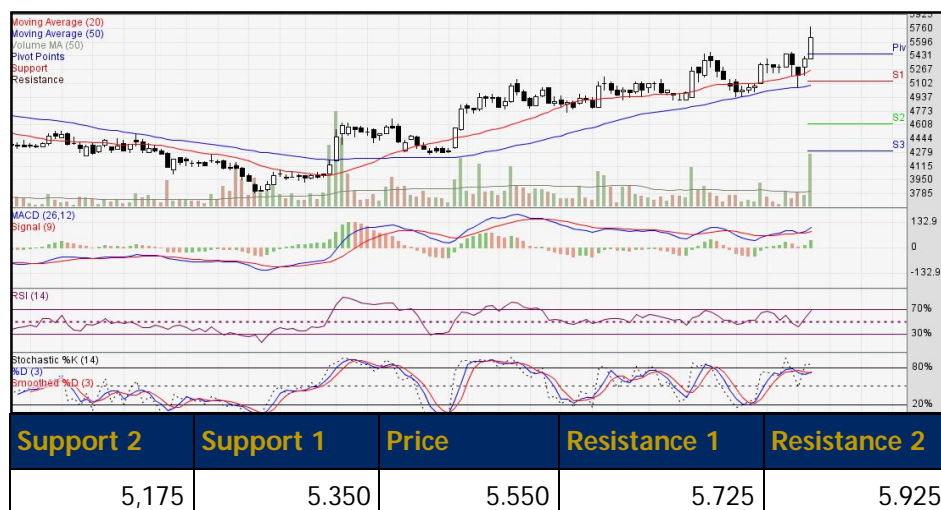 Moving Average (20)
Moving Average (50)
Volume MA (50)
Pivot Points
Support
Resistance
5925
5760
5596
5431
5267
5102
4937
4773
4608
4444
4279
4115
3950
3785
Piv
S1
S2
S3
MACD (26,12)
Signal (9)
132.9
0
-132.9
RSI (14)
70%
30%
Stochastic %K (14)
%D (3)
Smoothed %D (3)
80%
20%
Support 2 Support 1 Price Resistance 1 Resistance 2
5,175 5.350 5.550 5.725 5.925